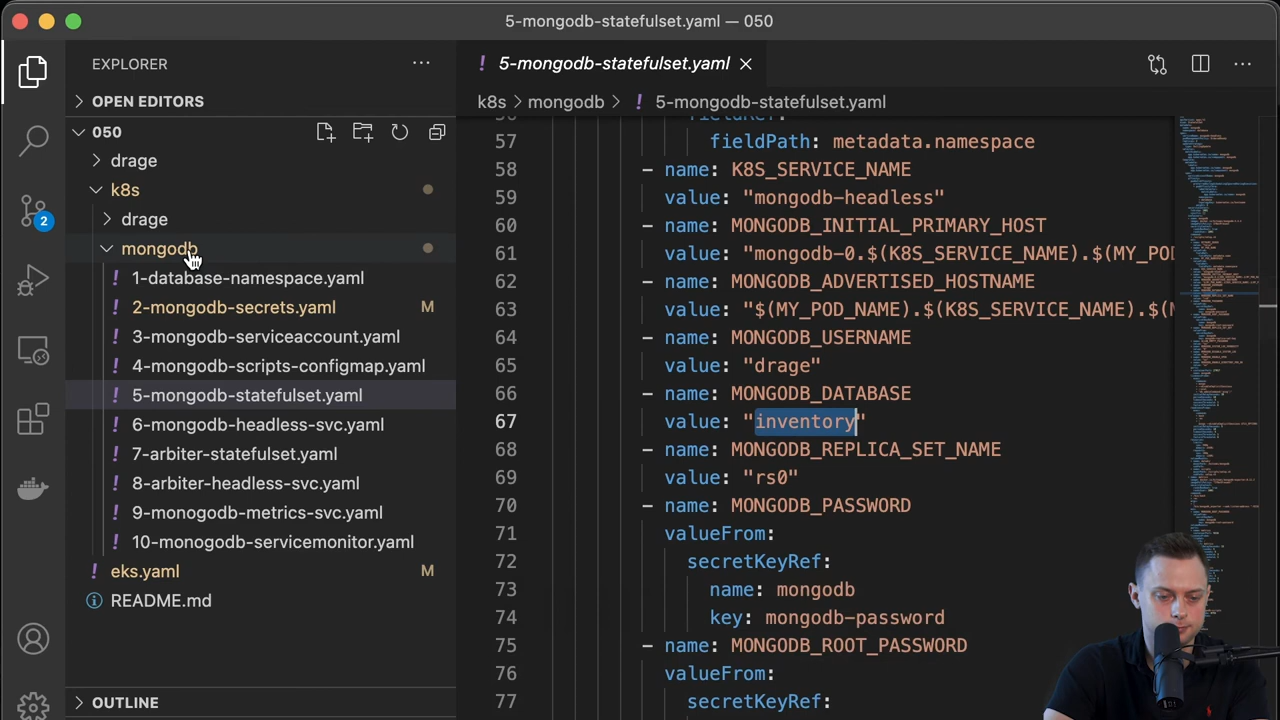 5-mongodb-statefulset.yaml — 050
EXPLORER
OPEN EDITORS
050
drage
k8s
drage
mongodb
1-database-namespace.yaml
2-mongodb-secrets.yaml M
3-mongodb-serviceaccount.yaml
4-mongodb-scripts-configmap.yaml
5-mongodb-statefulset.yaml
6-mongodb-headless-svc.yaml
7-arbiter-statefulset.yaml
8-arbiter-headless-svc.yaml
9-monogodb-metrics-svc.yaml
10-monogodb-servicemonitor.yaml
eks.yaml M
README.md
OUTLINE
2
! 5-mongodb-statefulset.yaml
k8s > mongodb > ! 5-mongodb-statefulset.yaml
56 fieldRef:
57 fieldPath: metadata.namespace
58 - name: K8S_SERVICE_NAME
59 value: "mongodb-headless"
60 - name: MONGODB_INITIAL_PRIMARY_HOST
61 value: "mongodb-0.$(K8S_SERVICE_NAME).$(MY_POD
62 - name: MONGODB_ADVERTISED_HOSTNAME
63 value: "$(MY_POD_NAME).$(K8S_SERVICE_NAME).$(M
64 - name: MONGODB_USERNAME
65 value: "drage"
66 - name: MONGODB_DATABASE
67 value: "inventory"
68 - name: MONGODB_REPLICA_SET_NAME
69 value: "rs0"
70 - name: MONGODB_PASSWORD
71 valueFrom:
72 secretKeyRef:
73 name: mongodb
74 key: mongodb-password
75 - name: MONGODB_ROOT_PASSWORD
76 valueFrom:
77 secretKeyRef: